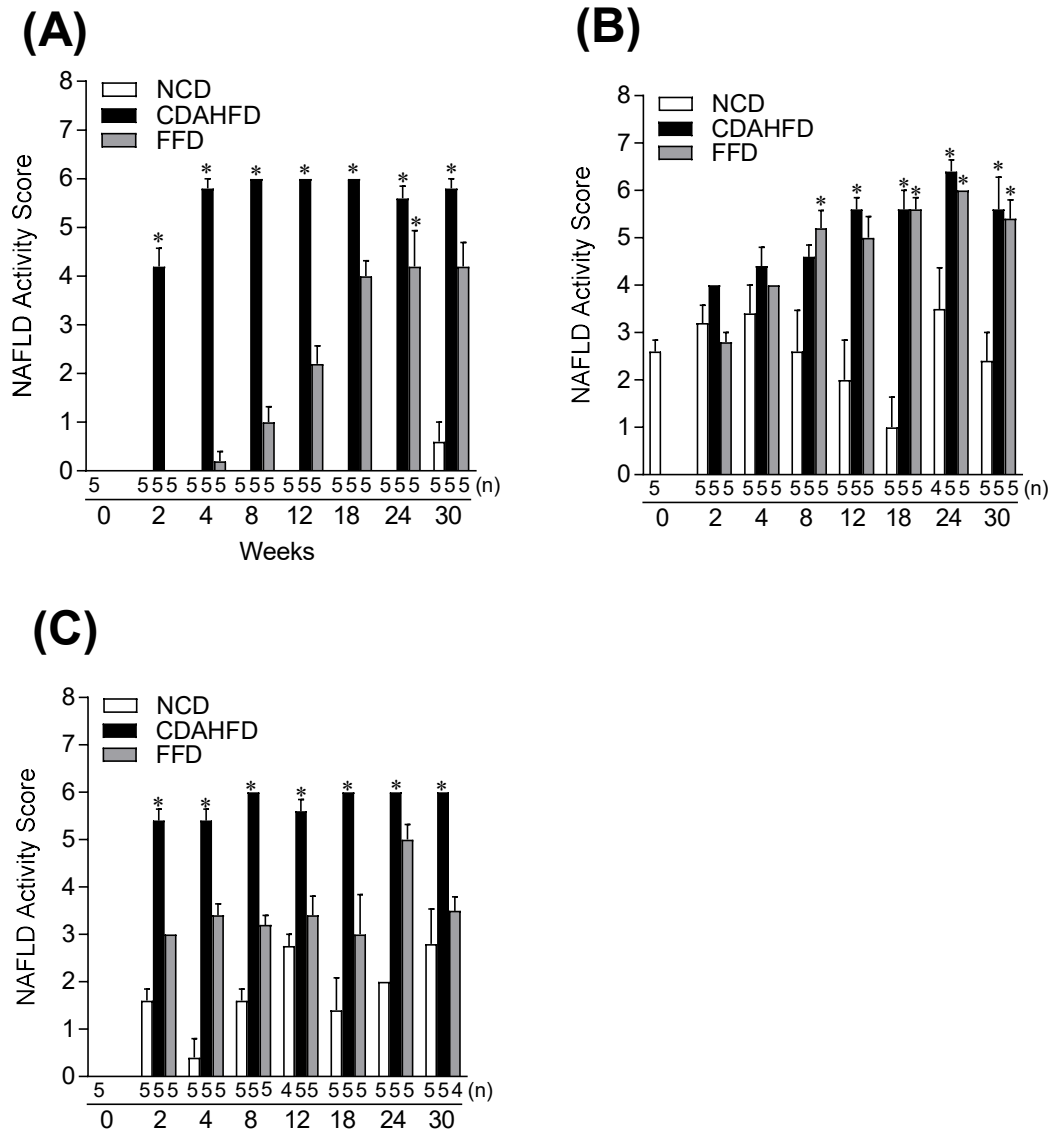 (A)
8
NCD
CDAHFD
FFD
7
6
5
4
3
2
1
0
NAFLD Activity Score
* * * * * * * *
5 555 555 555 555 555 555 555 (n)
0 2 4 8 12 18 24 30
Weeks
(B)
8
NCD
CDAHFD
FFD
7
6
5
4
3
2
1
0
NAFLD Activity Score
* * * * * * * *
5 555 555 555 555 555 455 555 (n)
0 2 4 8 12 18 24 30
(C)
8
NCD
CDAHFD
FFD
7
6
5
4
3
2
1
0
NAFLD Activity Score
* * * * * * *
5 555 555 555 455 555 555 554 (n)
0 2 4 8 12 18 24 30